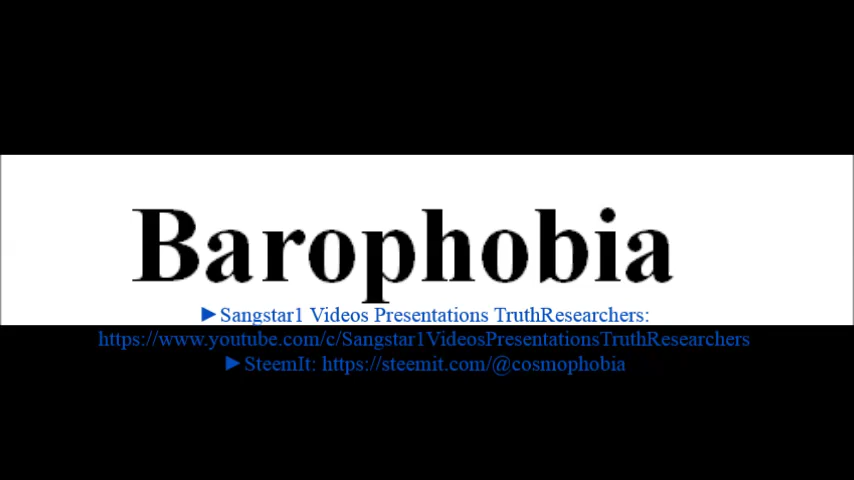 Barophobia
►Sangstar1 Videos Presentations TruthResearchers:
https://www.youtube.com/c/Sangstar1VideosPresentationsTruthResearchers
►SteemIt: https://steemit.com/@cosmophobia